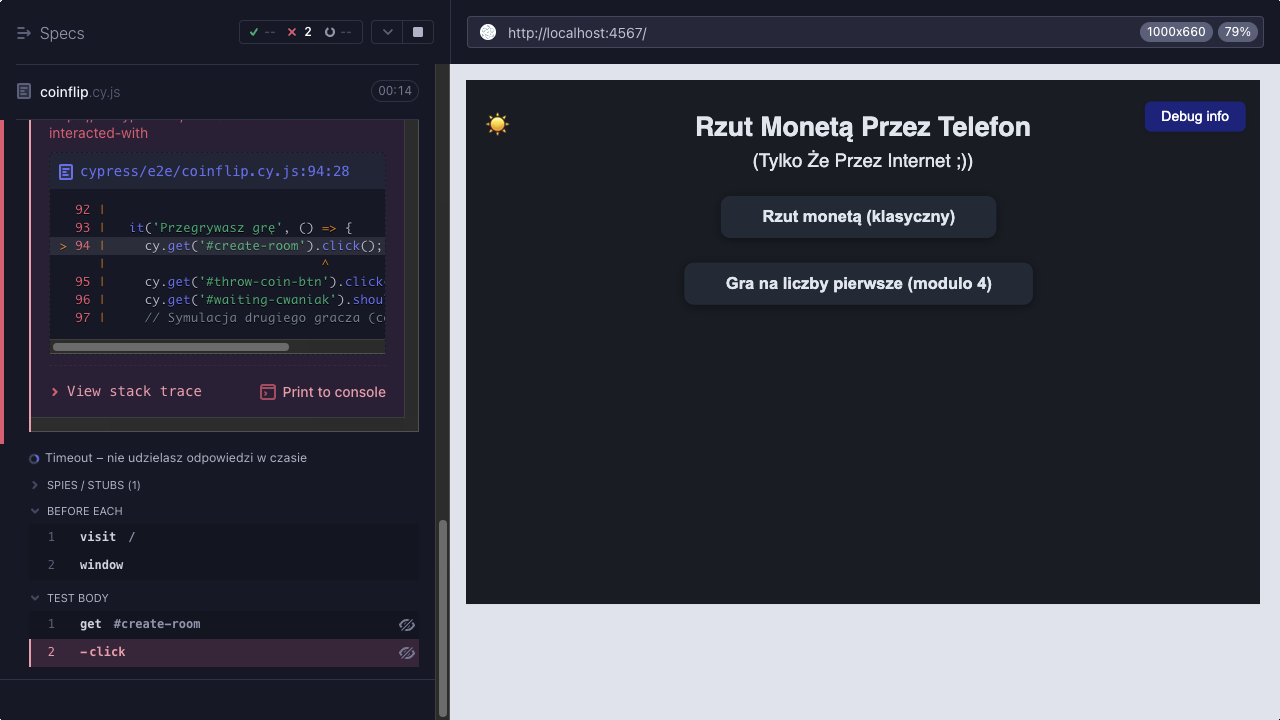 Specs
-- 2 --
coinflip.cy.js
00:14
interacted-with
cypress/e2e/coinflip.cy.js:94:28
92 |
93 | it('Przegrywasz grę', () => {
> 94 | cy.get('#create-room').click();
| ^
95 | cy.get('#throw-coin-btn').click
96 | cy.get('#waiting-cwaniak').shou
97 | // Symulacja drugiego gracza (co
View stack trace
Print to console
Timeout – nie udzielasz odpowiedzi w czasie
SPIES / STUBS (1)
BEFORE EACH
1 visit /
2 window
TEST BODY
1 get #create-room
2 -click
http://localhost:4567/
1000x660
79%
Rzut Monetą Przez Telefon
(Tylko Że Przez Internet ;))
Debug info
Rzut monetą (klasyczny)
Gra na liczby pierwsze (modulo 4)